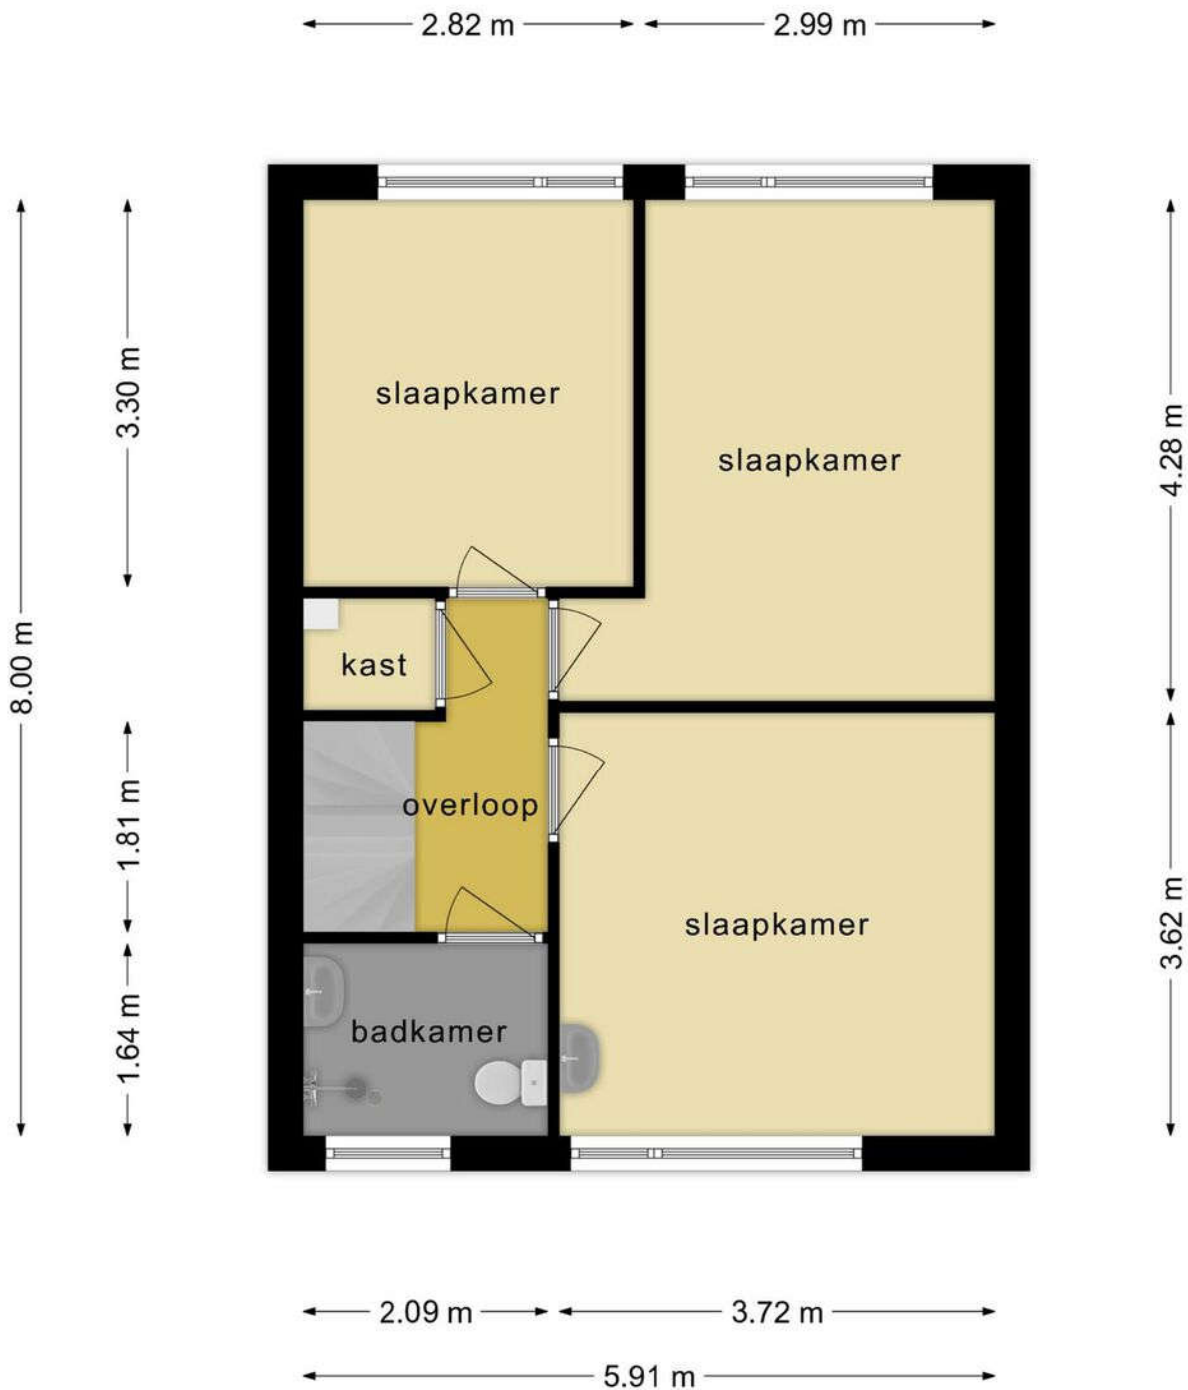 2.82 m
2.99 m
3.30 m
8.00 m
4.28 m
slaapkamer
slaapkamer
kast
1.81 m
overloop
slaapkamer
3.62 m
1.64 m
badkamer
2.09 m
3.72 m
5.91 m